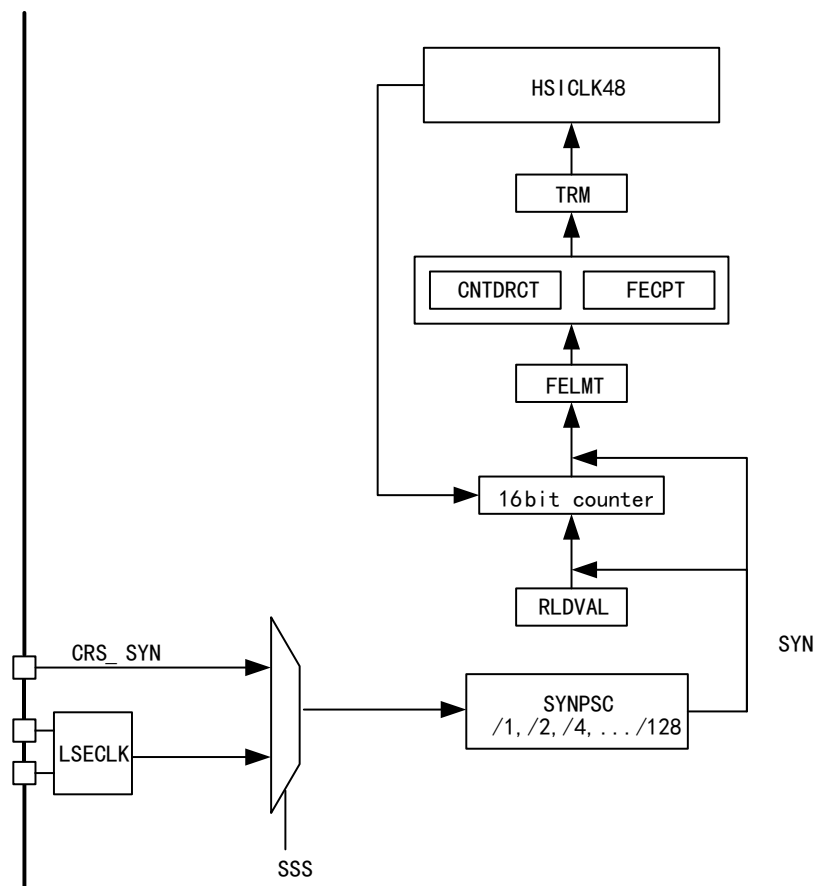 HSICLK48
TRM
CNTDRCT
FECPT
FELMT
16bit counter
RLDVAL
SYN
CRS_ SYN
SYNPSC
/1, /2, /4, ... /128
LSECLK
SSS